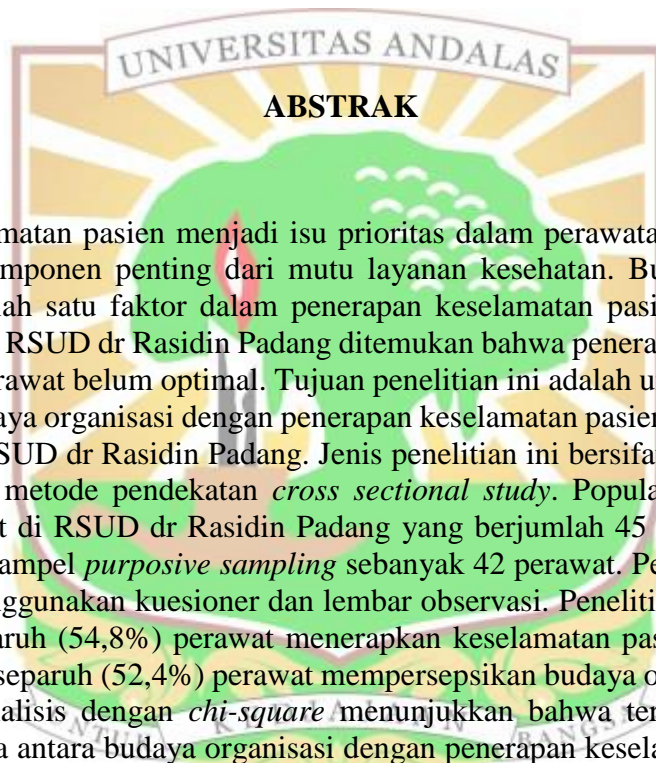 UNIVERSITAS ANDALAS
ABSTRAK
matan pasien menjadi isu prioritas dalam perawata
mponen penting dari mutu layanan kesehatan. Bu
ah satu faktor dalam penerapan keselamatan pasi
RSUD dr Rasidin Padang ditemukan bahwa penera
rawat belum optimal. Tujuan penelitian ini adalah u
aya organisasi dengan penerapan keselamatan pasien
SUD dr Rasidin Padang. Jenis penelitian ini bersifa
metode pendekatan cross sectional study. Popula
t di RSUD dr Rasidin Padang yang berjumlah 45
ampel purposive sampling sebanyak 42 perawat. Pe
nggunakan kuesioner dan lembar observasi. Peneliti
aruh (54,8%) perawat menerapkan keselamatan pas
separuh (52,4%) perawat mempersepsikan budaya o
nalisis dengan chi-square menunjukkan bahwa ter
a antara budaya organisasi dengan penerapan kesela